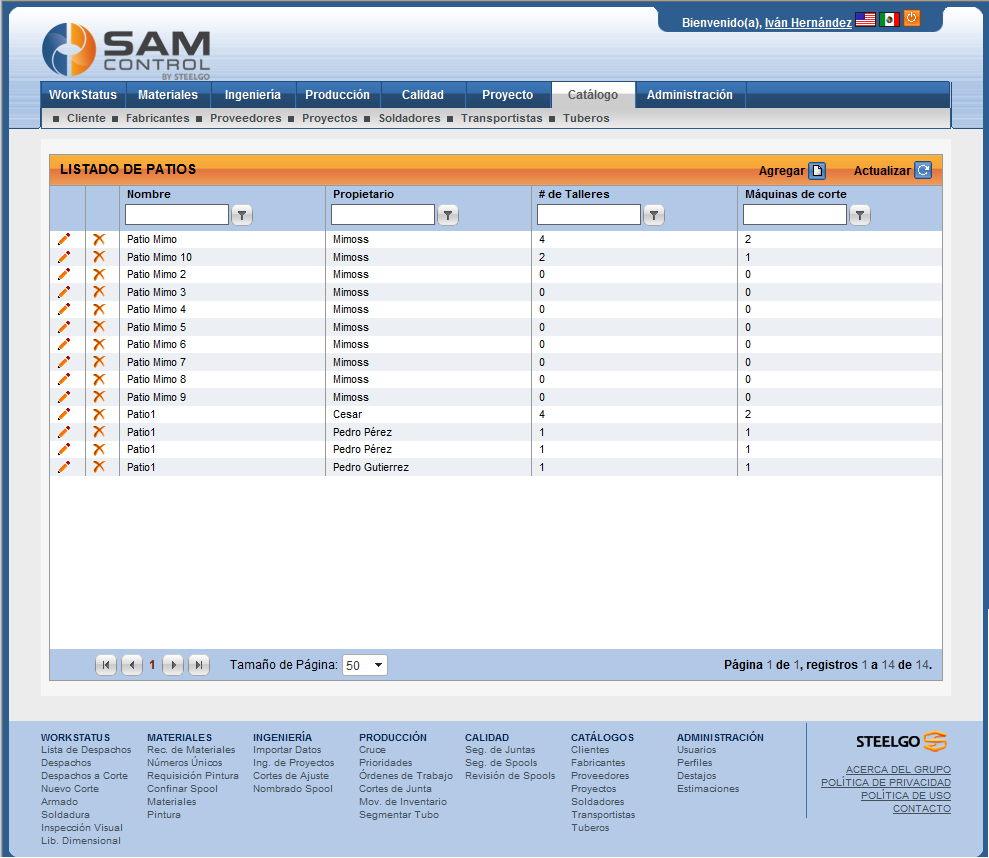 Bienvenido(a), Iván Hernández
SAM
CONTROL
BY STEELGO
WorkStatus Materiales Ingeniería Producción Calidad Proyecto Catálogo Administración
Cliente Fabricantes Proveedores Proyectos Soldadores Transportistas Tuberos
LISTADO DE PATIOS Agregar Actualizar
Nombre Propietario # de Talleres Máquinas de corte
Patio Mimo Mimoss 4 2
Patio Mimo 10 Mimoss 2 1
Patio Mimo 2 Mimoss 0 0
Patio Mimo 3 Mimoss 0 0
Patio Mimo 4 Mimoss 0 0
Patio Mimo 5 Mimoss 0 0
Patio Mimo 6 Mimoss 0 0
Patio Mimo 7 Mimoss 0 0
Patio Mimo 8 Mimoss 0 0
Patio Mimo 9 Mimoss 0 0
Patio1 Cesar 4 2
Patio1 Pedro Pérez 1 1
Patio1 Pedro Pérez 1 1
Patio1 Pedro Gutierrez 1 1
1 Tamaño de Página: 50 Página 1 de 1, registros 1 a 14 de 14.
WORKSTATUS
Lista de Despachos
Despachos
Despachos a Corte
Nuevo Corte
Armado
Soldadura
Inspección Visual
Lib. Dimensional
MATERIALES
Rec. de Materiales
Números Únicos
Requisición Pintura
Confinar Spool
Materiales
Pintura
INGENIERÍA
Importar Datos
Ing. de Proyectos
Cortes de Ajuste
Nombrado Spool
PRODUCCIÓN
Cruce
Prioridades
Órdenes de Trabajo
Cortes de Junta
Mov. de Inventario
Segmentar Tubo
CALIDAD
Seg. de Juntas
Seg. de Spools
Revisión de Spools
CATÁLOGOS
Clientes
Fabricantes
Proveedores
Proyectos
Soldadores
Transportistas
Tuberos
ADMINISTRACIÓN
Usuarios
Perfiles
Destajos
Estimaciones
STEELGO
ACERCA DEL GRUPO
POLÍTICA DE PRIVACIDAD
POLÍTICA DE USO
CONTACTO